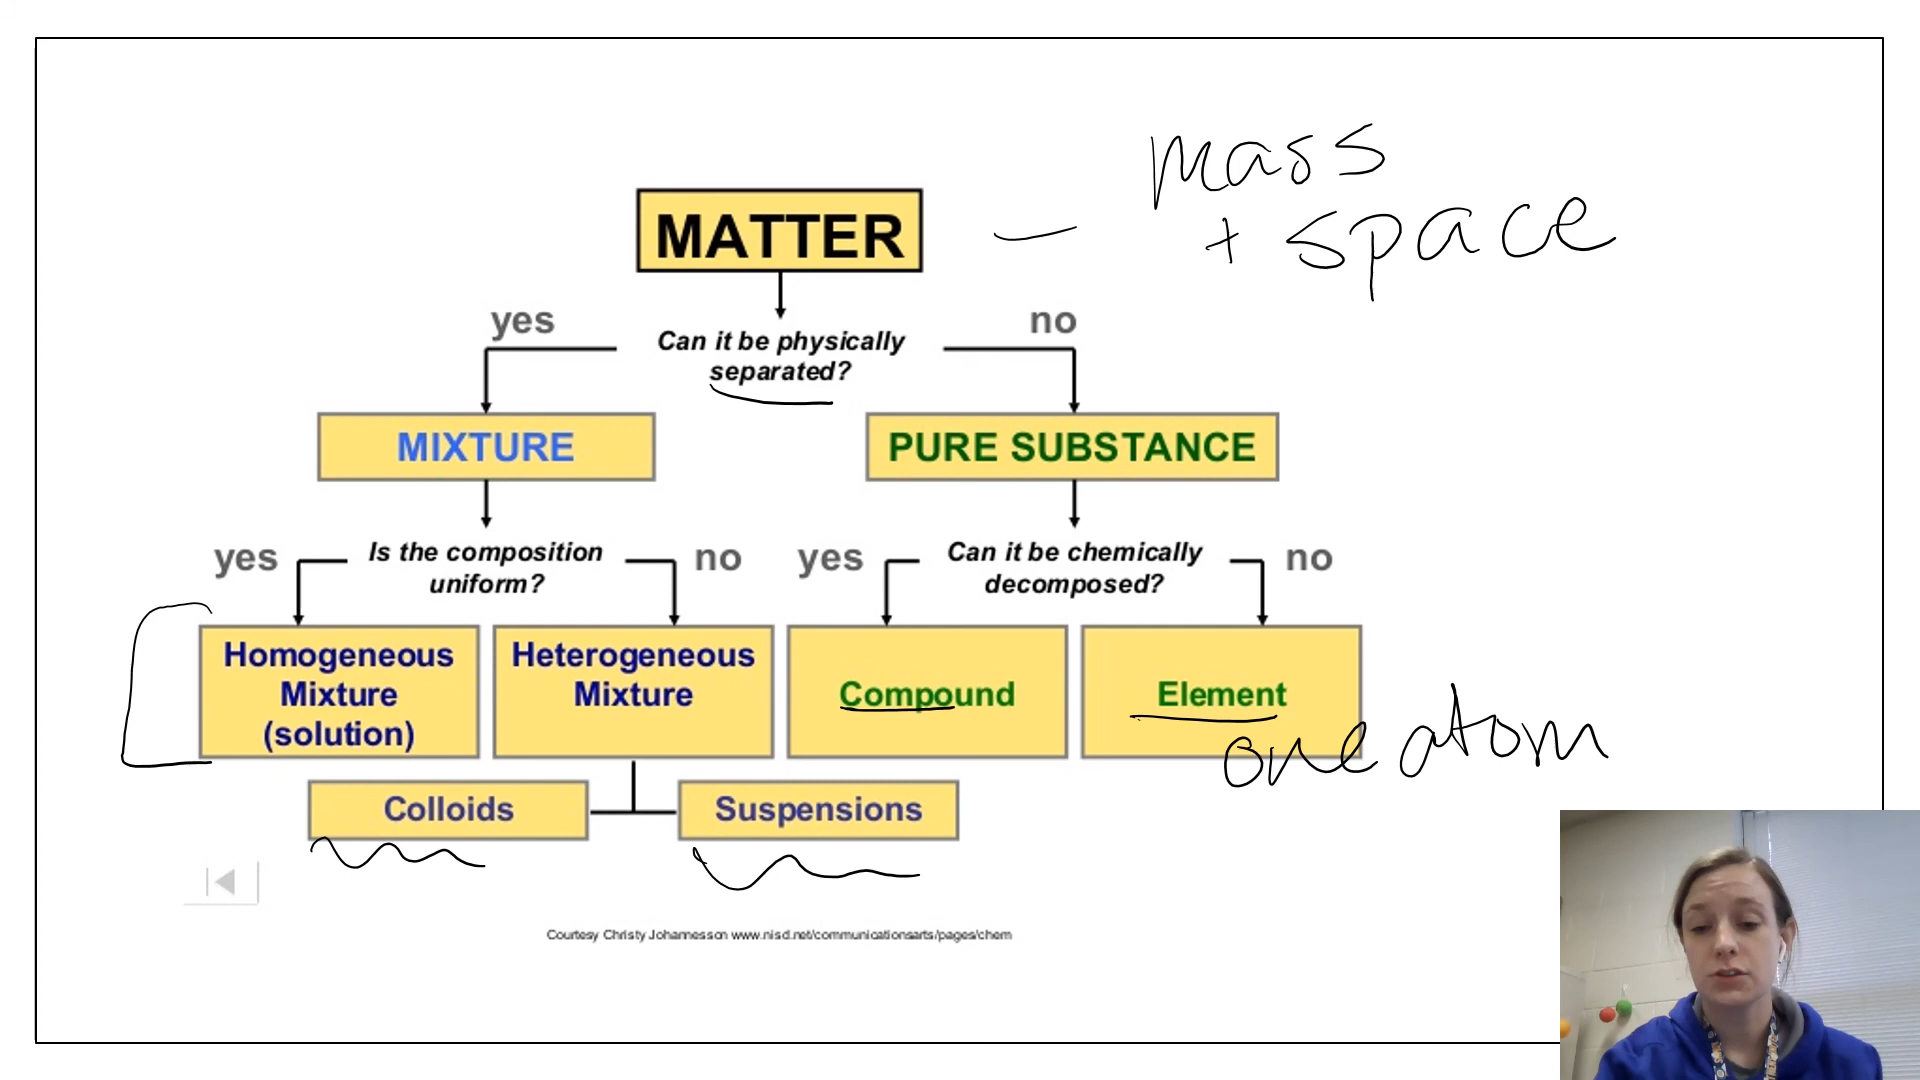 mass
+ space
MATTER
yes
no
Can it be physically
separated?
MIXTURE
PURE SUBSTANCE
yes
Is the composition
uniform?
no
yes
Can it be chemically
decomposed?
no
Homogeneous
Mixture
(solution)
Heterogeneous
Mixture
Compound
Element
one atom
Colloids
Suspensions
Courtesy Christy Johannesson www.nisd.net/communicationsarts/pages/chem